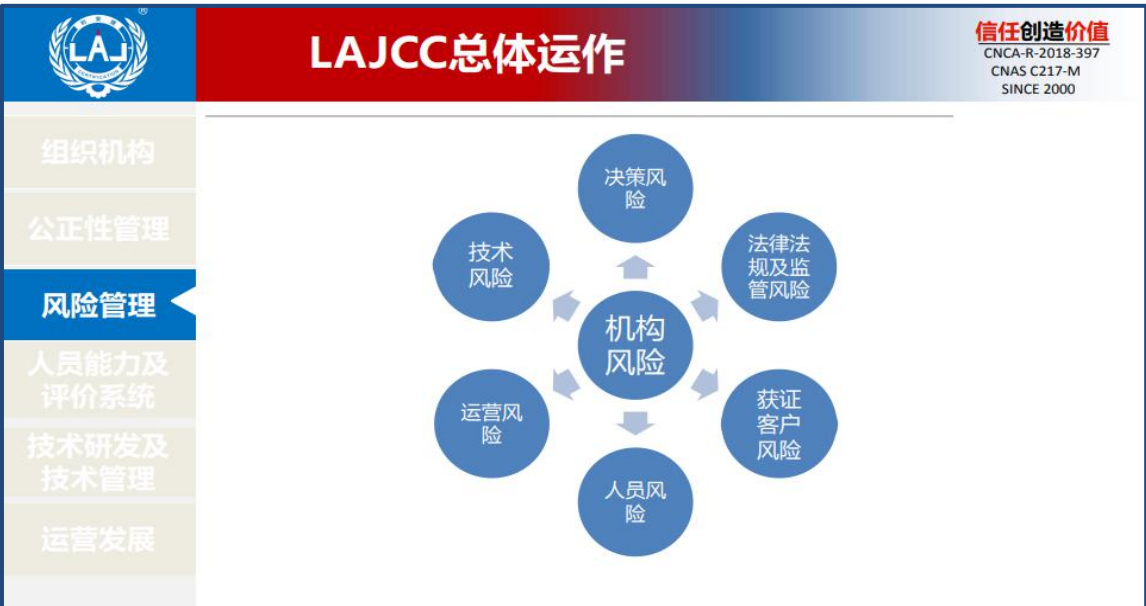 LAJ
®
LAJCC总体运作
信任创造价值
CNCA-R-2018-397
CNAS C217-M
SINCE 2000
组织机构
公正性管理
风险管理
人员能力及
评价系统
技术研发及
技术管理
运营发展
决策风
险
法律法
规及监
管风险
获证
客户
风险
人员风
险
运营风
险
技术
风险
机构
风险